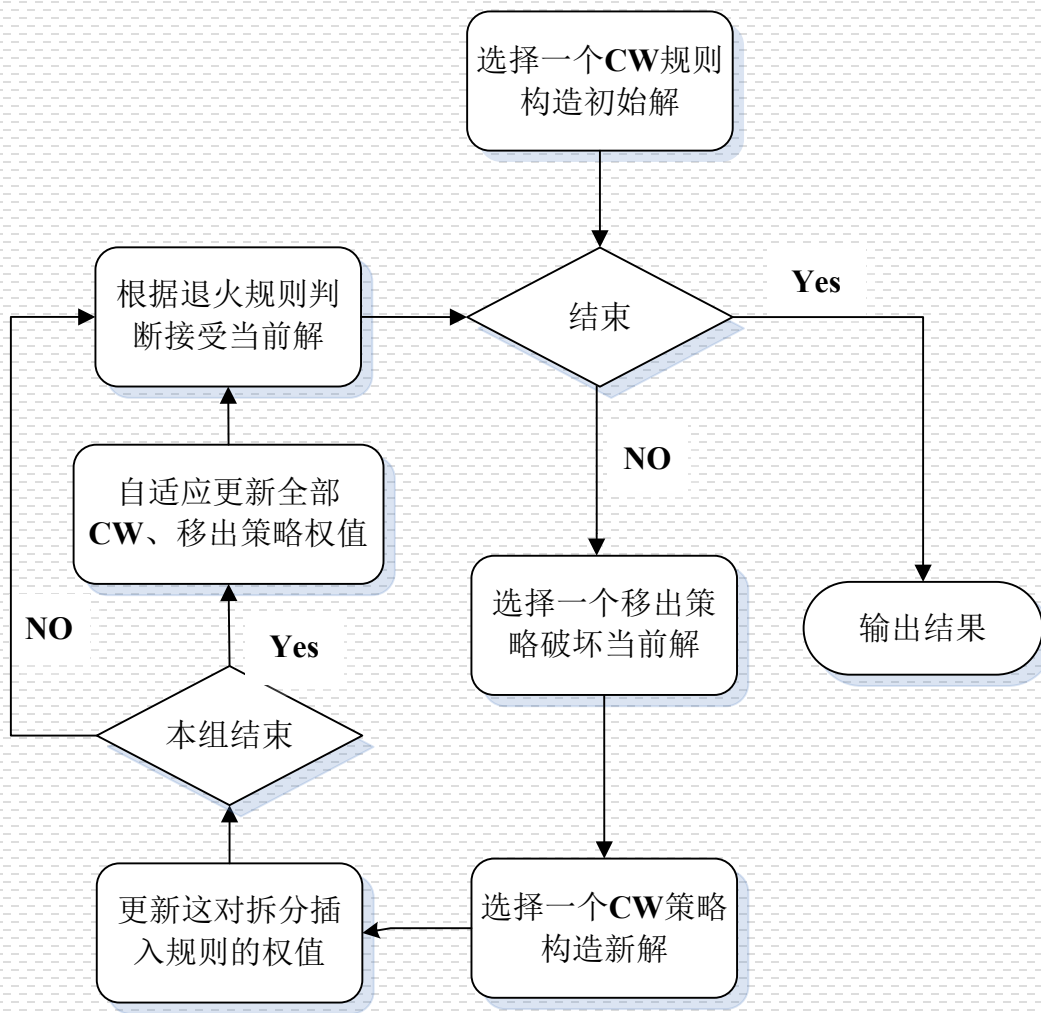 选择一个CW规则
构造初始解
根据退火规则判
断接受当前解
结束
Yes
NO
自适应更新全部
CW、移出策略权值
选择一个移出策
略破坏当前解
输出结果
NO
Yes
本组结束
更新这对拆分插
入规则的权值
选择一个CW策略
构造新解